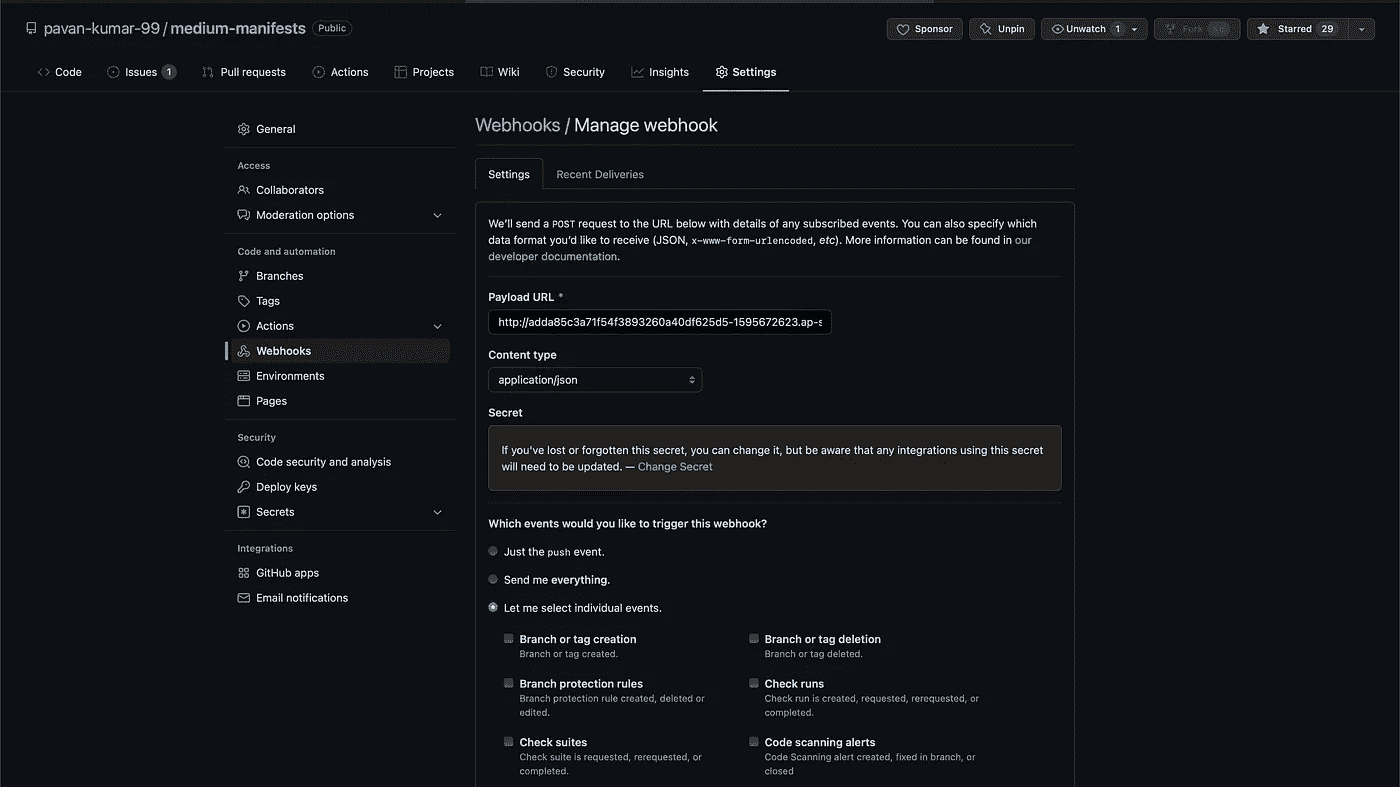 pavan-kumar-99 / medium-manifests Public
Sponsor Unpin Unwatch 1 Fork Starred 29
Code Issues 1 Pull requests Actions Projects Wiki Security Insights Settings
General
Access
Collaborators
Moderation options
Code and automation
Branches
Tags
Actions
Webhooks
Environments
Pages
Security
Code security and analysis
Deploy keys
Secrets
Integrations
GitHub apps
Email notifications
Webhooks / Manage webhook
Settings Recent Deliveries
We'll send a POST request to the URL below with details of any subscribed events. You can also specify which
data format you'd like to receive (JSON, x-www-form-urlencoded, etc). More information can be found in our
developer documentation.
Payload URL *
http://adda85c3a71f54f3893260a40df625d5-1595672623.ap-s
Content type
application/json
Secret
If you've lost or forgotten this secret, you can change it, but be aware that any integrations using this secret
will need to be updated. — Change Secret
Which events would you like to trigger this webhook?
Just the push event.
Send me everything.
Let me select individual events.
Branch or tag creation
Branch or tag created.
Branch or tag deletion
Branch or tag deleted.
Branch protection rules
Branch protection rule created, deleted or
edited.
Check runs
Check run is created, requested, rerequested, or
completed.
Check suites
Check suite is requested, rerequested, or
completed.
Code scanning alerts
Code Scanning alert created, fixed in branch, or
closed